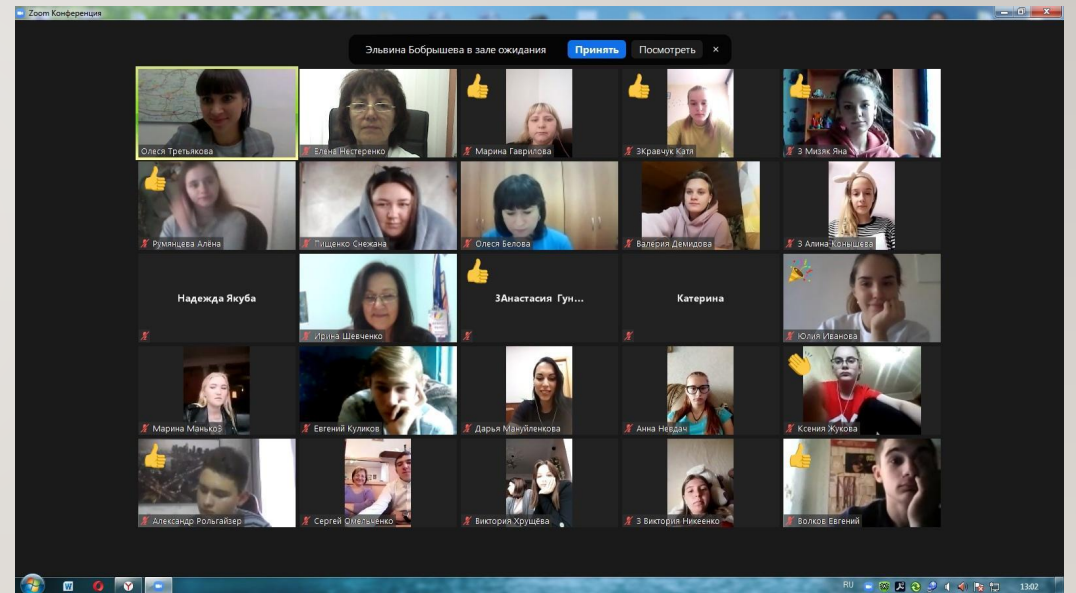 Zoom Конференция
Эльвина Бобрышева в зале ожидания Принять Посмотреть ×
Олеся Третьякова
Елена Нестеренко
Марина Гаврилова
3Кравчук Катя
3 Мизяк Яна
Румянцева Алёна
Пищенко Снежана
Олеся Белова
Валерия Демидова
3 Алина Конышева
Надежда Якуба
Ирина Шевченко
3Анастасия Гун...
Катерина
Юлия Иванова
Марина Манько3
Евгений Куликов
Дарья Мануйленкова
Анна Невдач
Ксения Жукова
Александр Рольгайзер
Сергей Омельченко
Виктория Хрущёва
3 Виктория Никеенко
Волков Евгений
RU 13:02